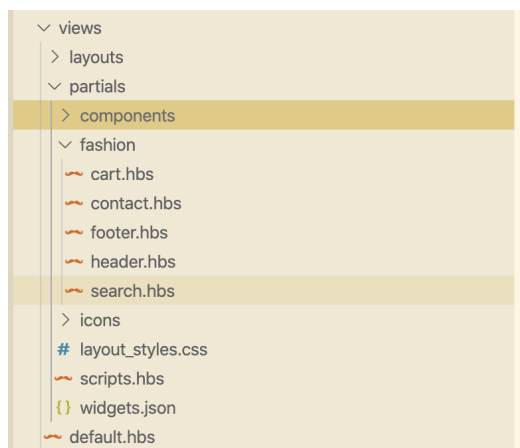 views
layouts
partials
components
fashion
cart.hbs
contact.hbs
footer.hbs
header.hbs
search.hbs
icons
# layout_styles.css
scripts.hbs
{} widgets.json
default.hbs